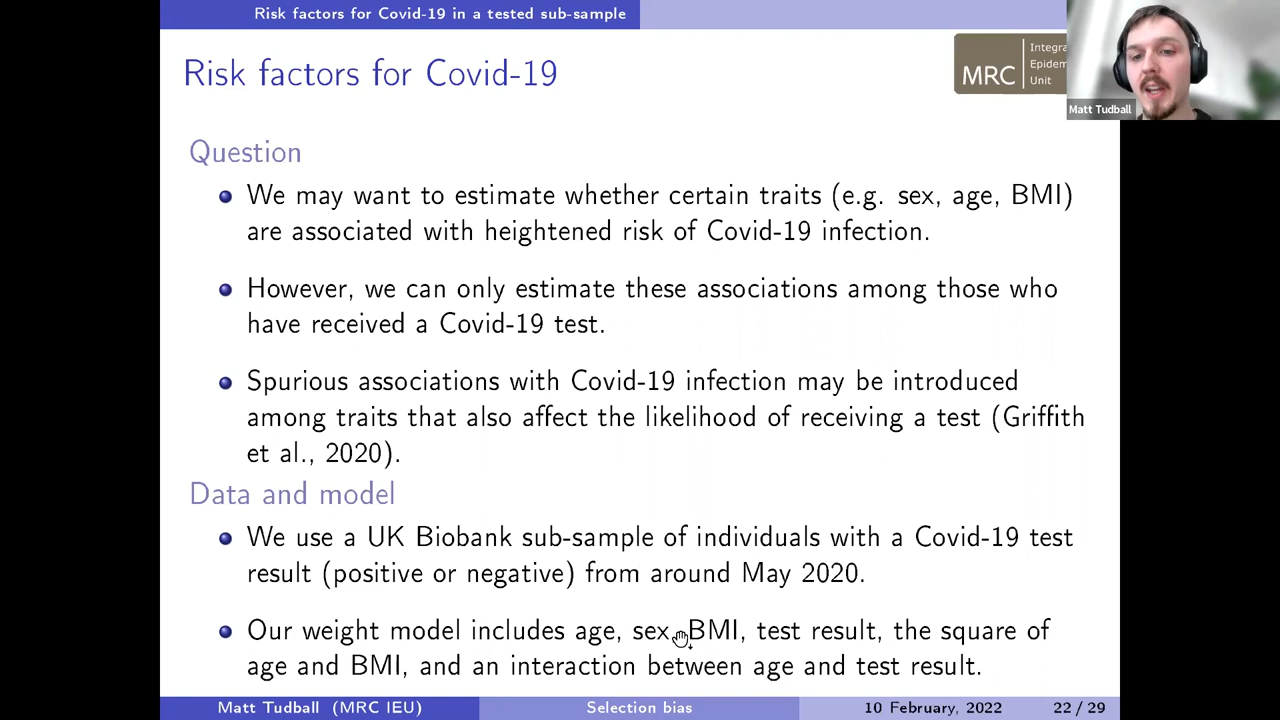 Risk factors for Covid-19 in a tested sub-sample
Risk factors for Covid-19
MRC
Integra
Epidem
Unit
Matt Tudball
Question
We may want to estimate whether certain traits (e.g. sex, age, BMI)
are associated with heightened risk of Covid-19 infection.
However, we can only estimate these associations among those who
have received a Covid-19 test.
Spurious associations with Covid-19 infection may be introduced
among traits that also affect the likelihood of receiving a test (Griffith
et al., 2020).
Data and model
We use a UK Biobank sub-sample of individuals with a Covid-19 test
result (positive or negative) from around May 2020.
Our weight model includes age, sex, BMI, test result, the square of
age and BMI, and an interaction between age and test result.
Matt Tudball (MRC IEU)
Selection bias
10 February, 2022
22 / 29